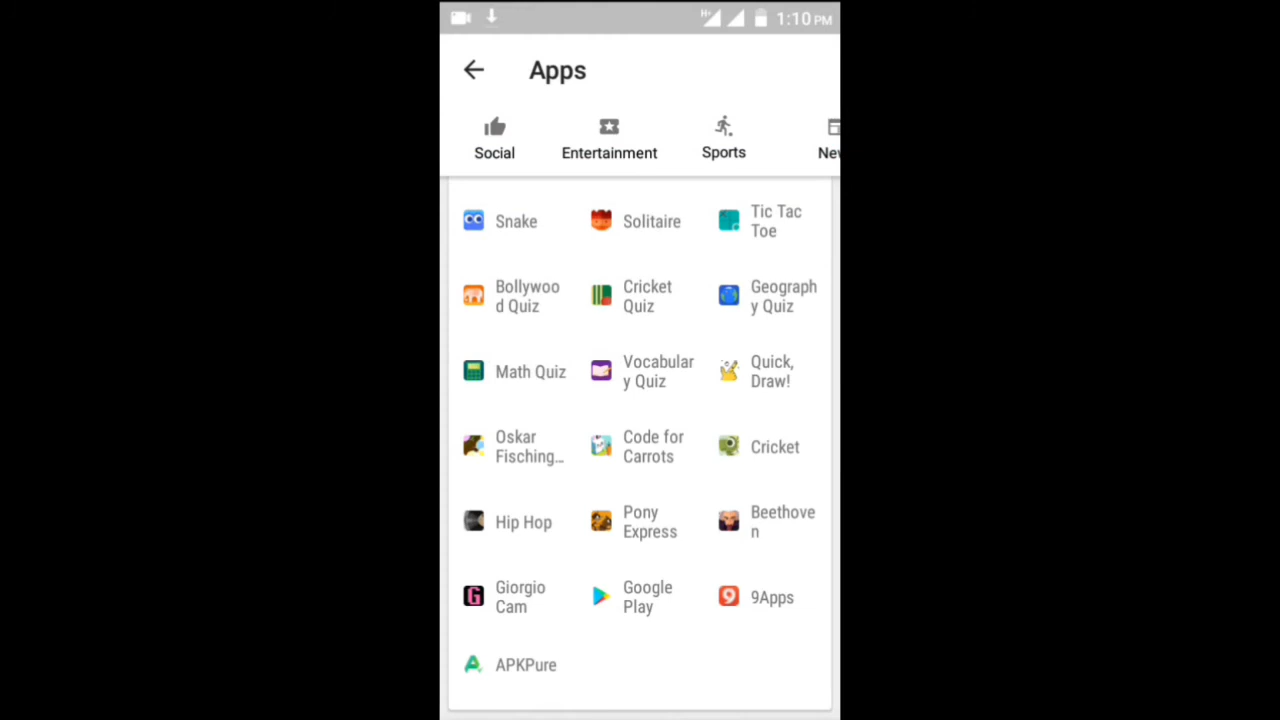 H+ 1:10 PM
Apps
Social Entertainment Sports
Snake Solitaire Tic Tac
Toe
Bollywoo
d Quiz
Cricket
Quiz
Geograph
y Quiz
Math Quiz
Vocabular
y Quiz
Quick,
Draw!
Oskar
Fisching...
Code for
Carrots
Cricket
Hip Hop
Pony
Express
Beethove
n
Giorgio
Cam
Google
Play
9Apps
APKPure